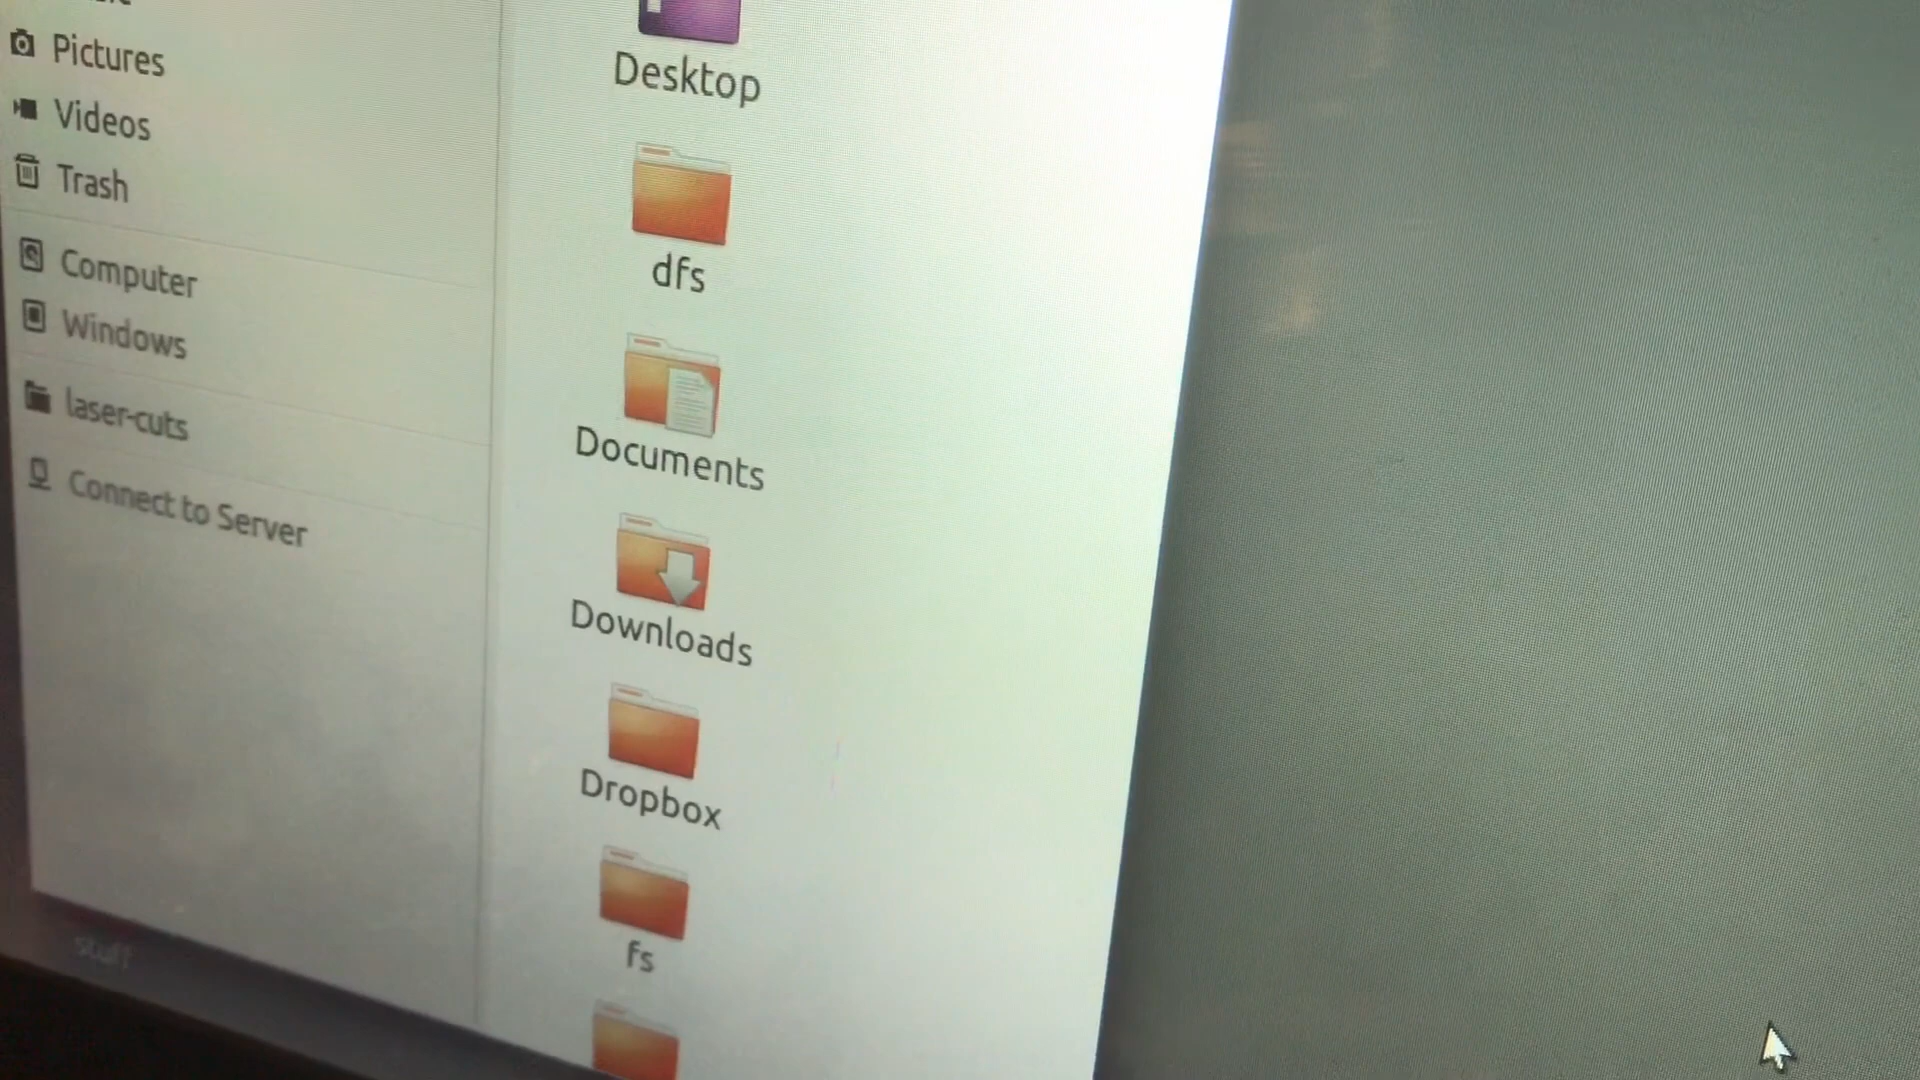 Pictures
Videos
Trash
Computer
Windows
laser-cuts
Connect to Server
Desktop
dfs
Documents
Downloads
Dropbox
fs
stuff